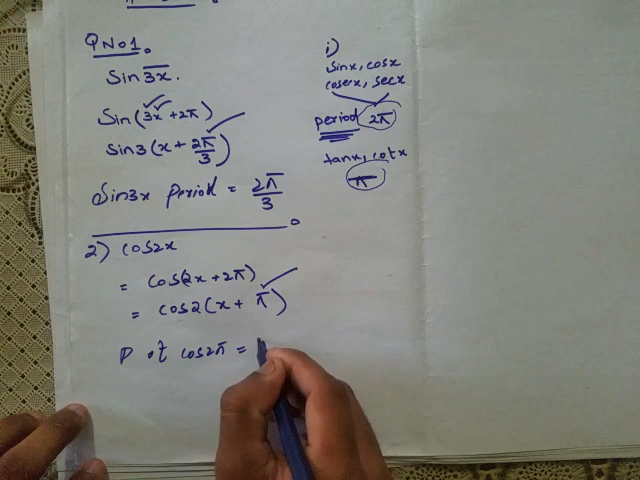 Q No 1.
Sin 3x.
Sin(3x+2π)
Sin3(x+2π/3)
Sin3x Period = 2π/3
2) cos2x
= cos(2x+2π)
= cos2(x+π)
P of cos2π =
i)
sinx, cosx
cosecx, secx
period 2π
tanx, cotx
π